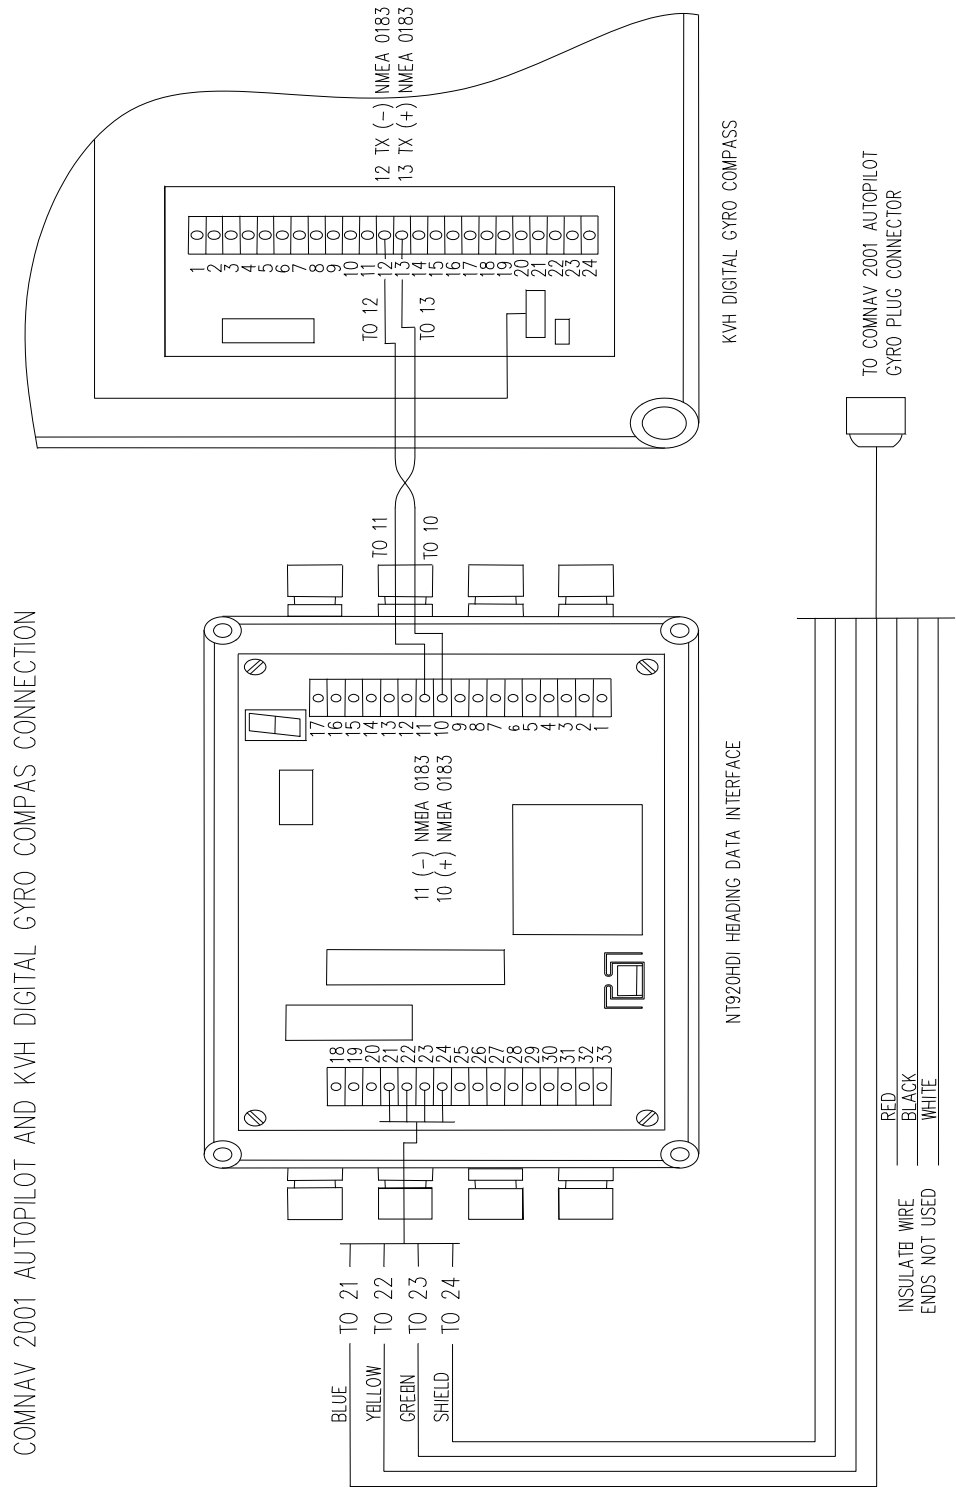 COMNAV 2001 AUTOPILOT AND KVH DIGITAL GYRO COMPAS CONNECTION
BLUE
TO 21
YELLOW
TO 22
GREEN
TO 23
SHIELD
TO 24
18
19
20
21
22
23
24
25
26
27
28
29
30
31
32
33
11 (-) NMEA 0183
10 (+) NMEA 0183
17
16
15
14
13
12
11
10
9
8
7
6
5
4
3
2
1
NT920HDI HEADING DATA INTERFACE
TO 11
TO 10
TO 12
TO 13
1
2
3
4
5
6
7
8
9
10
11
12
13
14
15
16
17
18
19
20
21
22
23
24
12 TX (-) NMEA 0183
13 TX (+) NMEA 0183
KVH DIGITAL GYRO COMPASS
TO COMNAV 2001 AUTOPILOT
GYRO PLUG CONNECTOR
INSULATE WIRE
ENDS NOT USED
RED
BLACK
WHITE